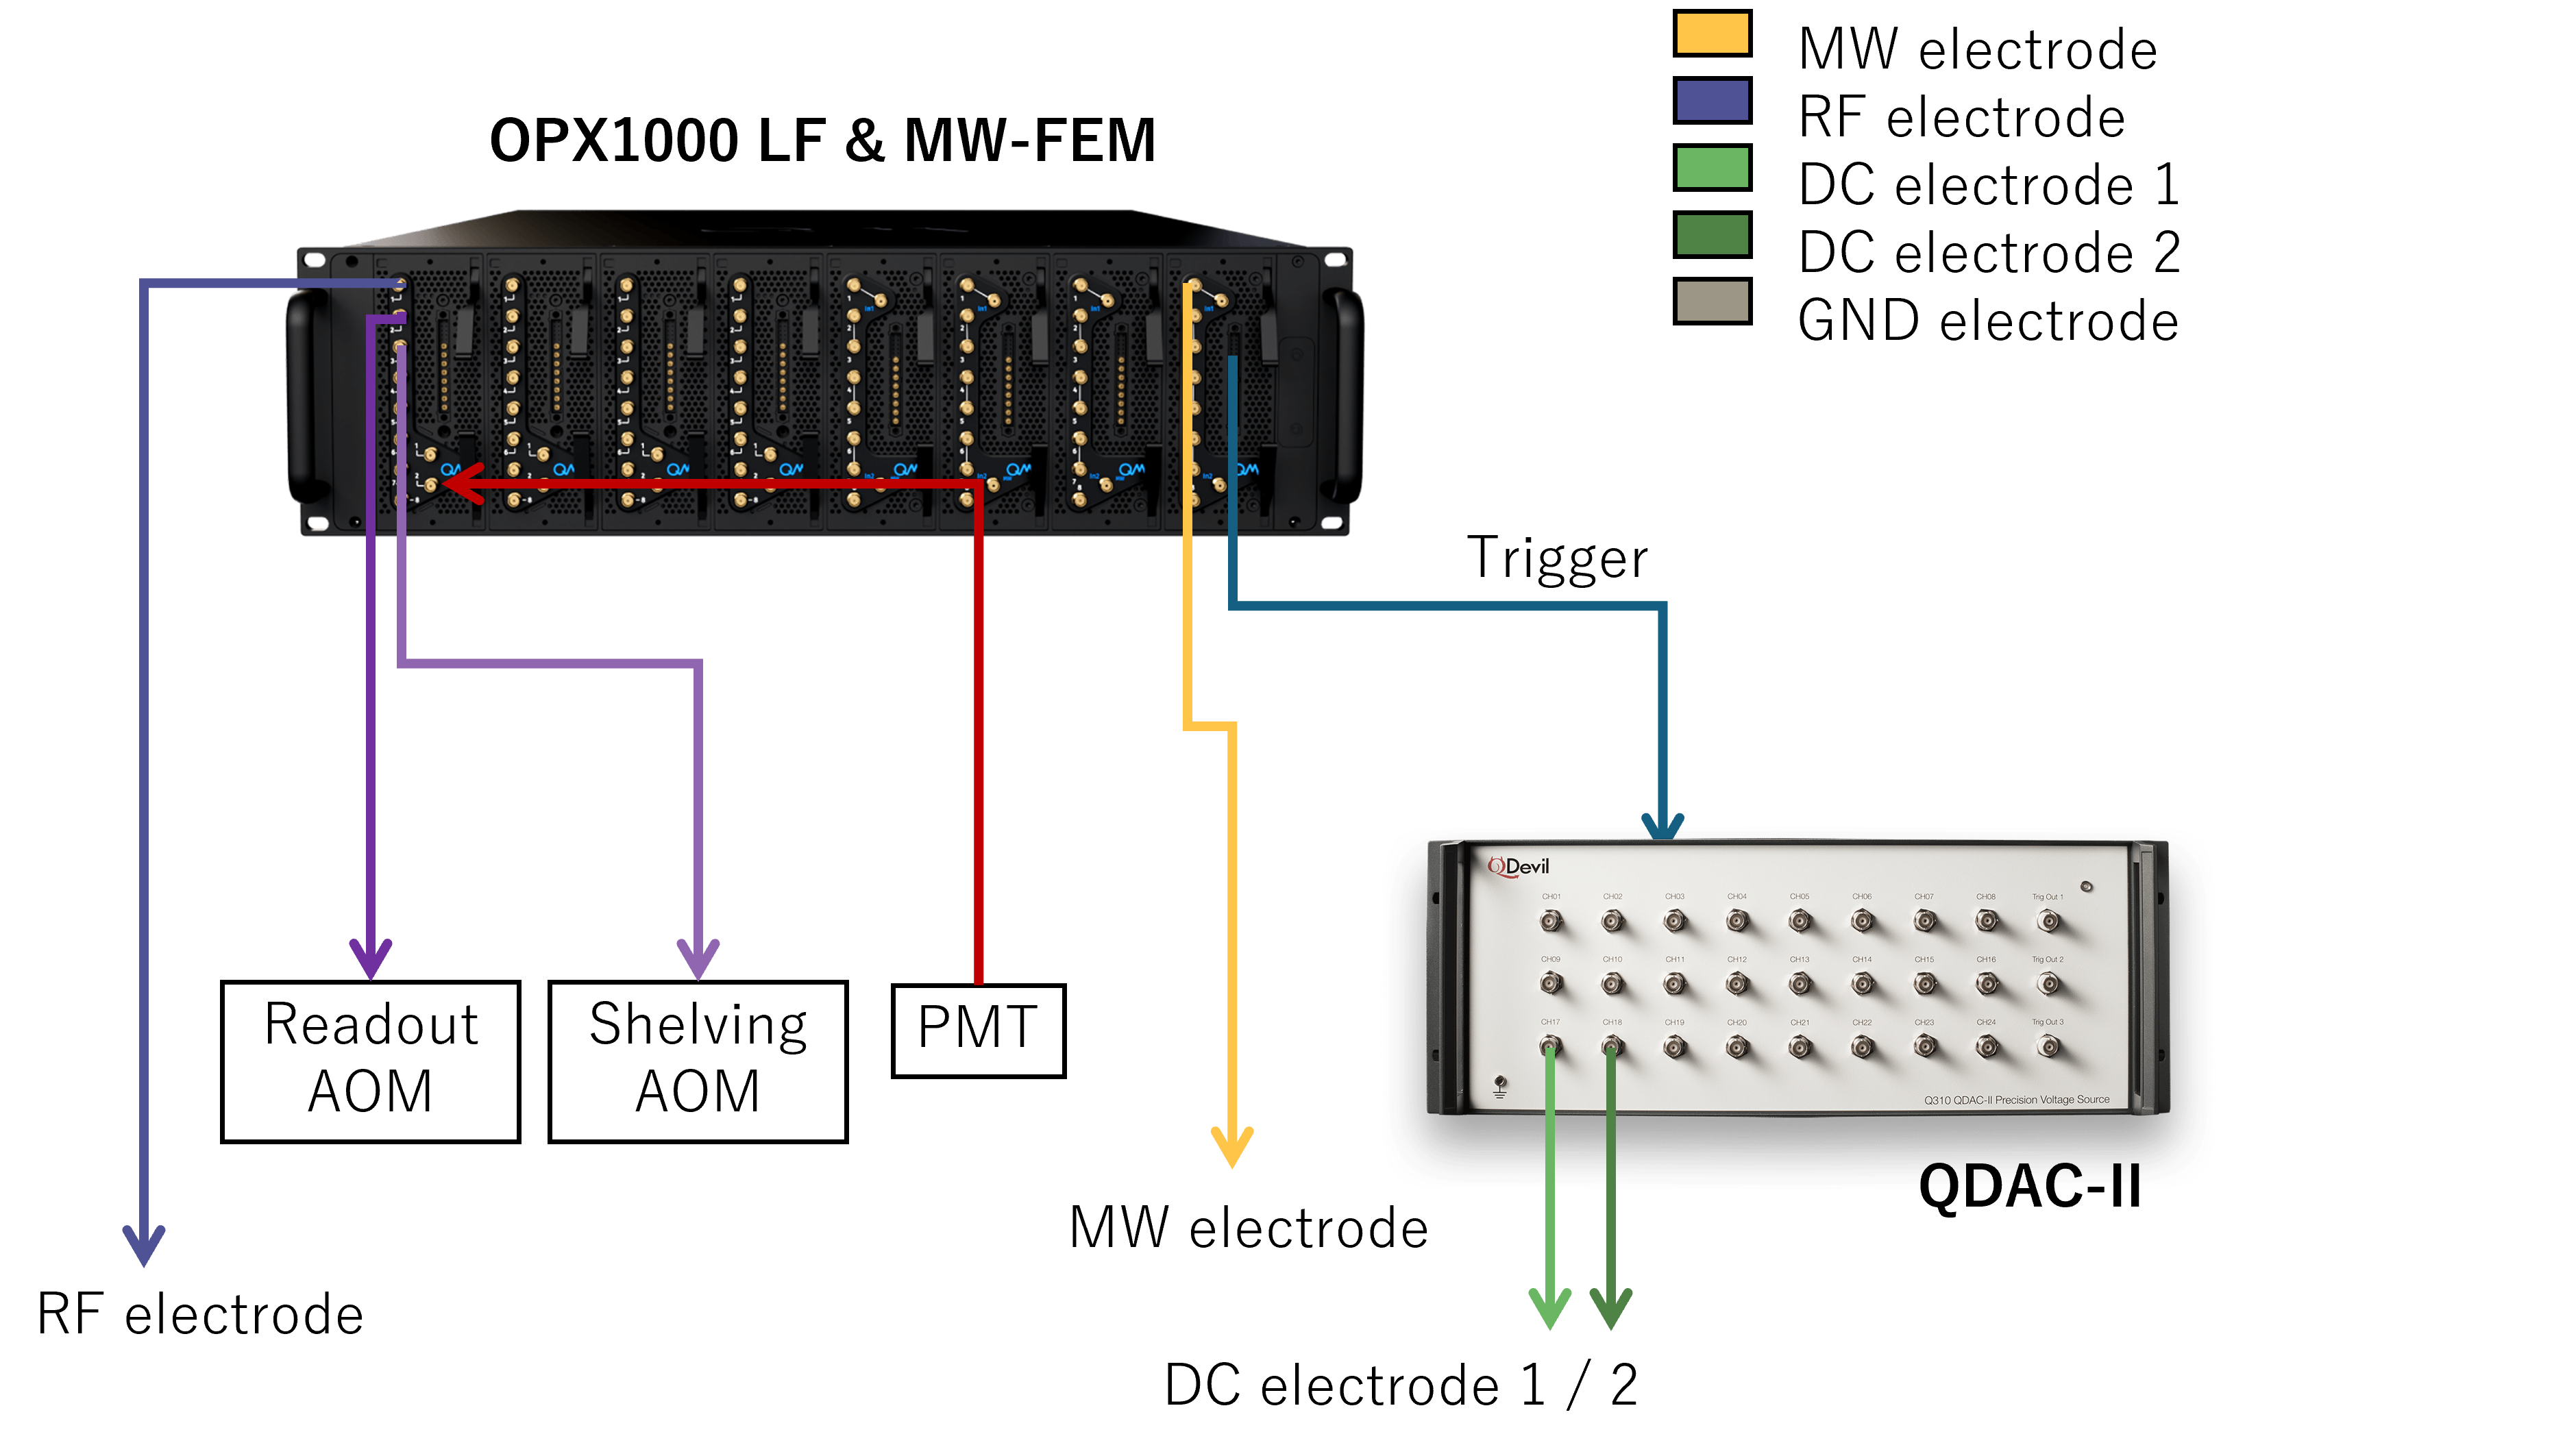 MW electrode
RF electrode
DC electrode 1
DC electrode 2
GND electrode
OPX1000 LF & MW-FEM
Trigger
QDevil
CH01 CH02 CH03 CH04 CH05 CH06 CH07 CH08 Trig Out 1
CH09 CH10 CH11 CH12 CH13 CH14 CH15 CH16 Trig Out 2
CH17 CH18 CH19 CH20 CH21 CH22 CH23 CH24 Trig Out 3
Q310 QDAC-II Precision Voltage Source
QDAC-II
Readout
AOM
Shelving
AOM
PMT
MW electrode
RF electrode
DC electrode 1 / 2